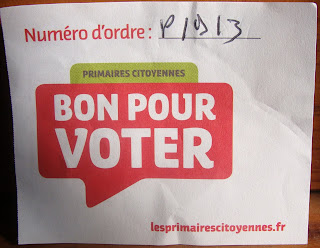 Numéro d'ordre :
PRIMAIRES CITOYENNES
BON POUR
VOTER
lesprimairescitoyennes.fr